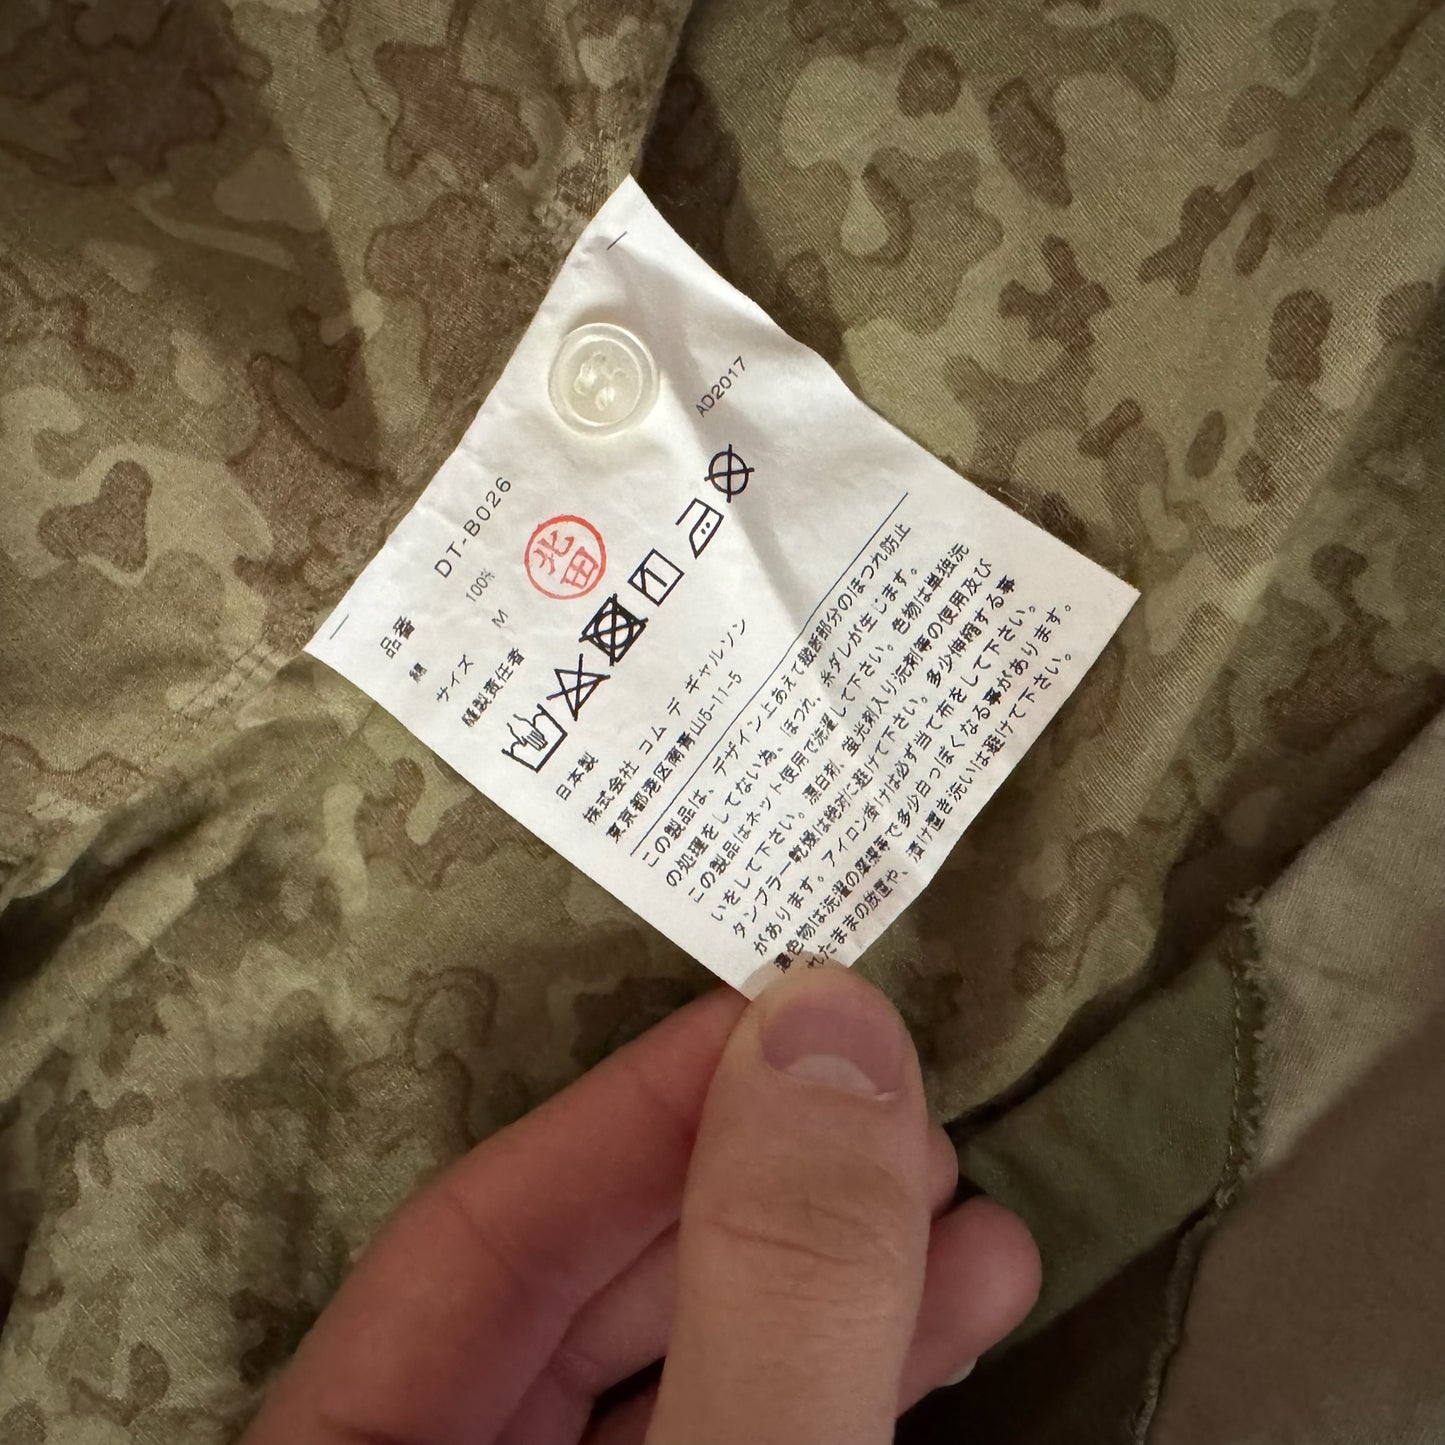 AD2017
品番 DT-B026
綿 100%
サイズ M
縫製責任者 北田
日本製
株式会社 コム デ ギャルソン
東京都港区南青山5-11-5
この製品は、デザイン上あえて裁断部分のほつれ防止
の処理をしてない為、ほつれ、糸ダレが生じます。
この製品はネット使用で洗濯して下さい。色物は単独洗
いをして下さい。漂白剤、蛍光剤入り洗剤等の使用及び
タンブラー乾燥は絶対に避けて下さい。多少伸縮する事
があります。アイロン掛けは必ず当て布をして下さい。
濃色物は洗濯の摩擦等で多少白っぽくなる事があります。
れたままの放置や、漬け置き洗いは避けて下さい。